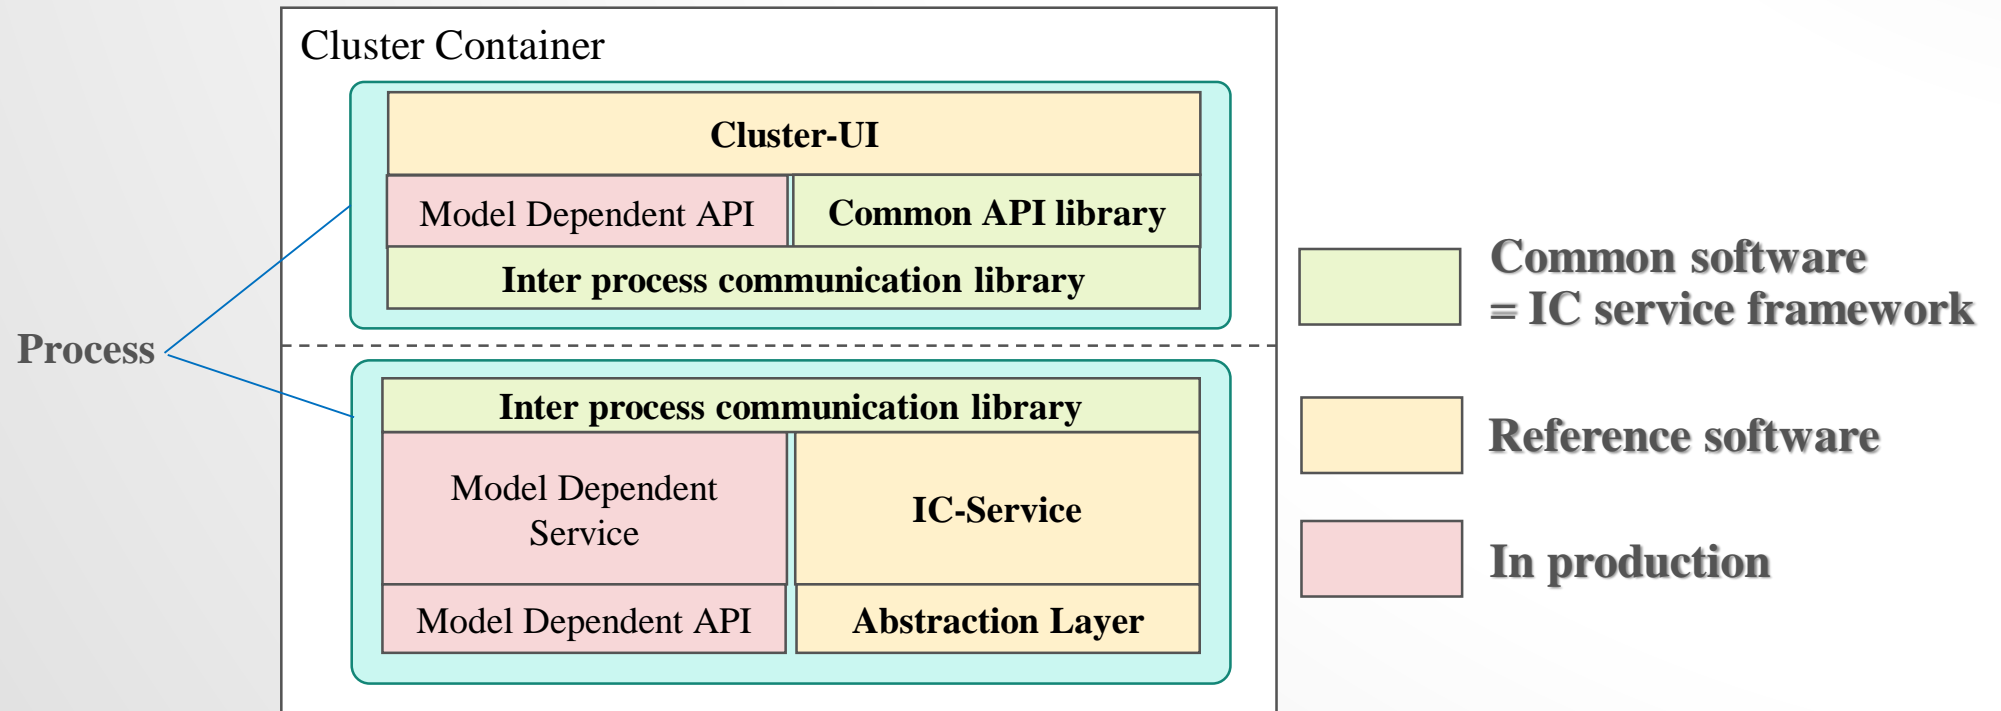 Cluster Container
Cluster-UI
Model Dependent API
Common API library
Inter process communication library
Process
Inter process communication library
Model Dependent
Service
IC-Service
Model Dependent API
Abstraction Layer
Common software
= IC service framework
Reference software
In production